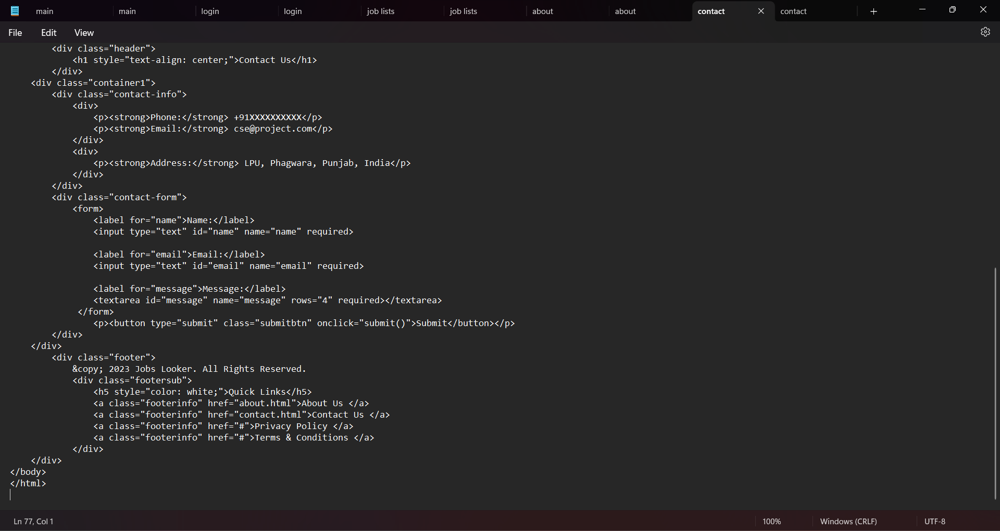 main main login login job lists job lists about about contact contact
File Edit View
<div class="header">
<h1 style="text-align: center;">Contact Us</h1>
</div>
<div class="container1">
<div class="contact-info">
<div>
<p><strong>Phone:</strong> +91XXXXXXXXXX</p>
<p><strong>Email:</strong> cse@project.com</p>
</div>
<div>
<p><strong>Address:</strong> LPU, Phagwara, Punjab, India</p>
</div>
</div>
<div class="contact-form">
<form>
<label for="name">Name:</label>
<input type="text" id="name" name="name" required>
<label for="email">Email:</label>
<input type="text" id="email" name="email" required>
<label for="message">Message:</label>
<textarea id="message" name="message" rows="4" required></textarea>
</form>
<p><button type="submit" class="submitbtn" onclick="submit()">Submit</button></p>
</div>
</div>
<div class="footer">
&copy; 2023 Jobs Looker. All Rights Reserved.
<div class="footersub">
<h5 style="color: white;">Quick Links</h5>
<a class="footerinfo" href="about.html">About Us </a>
<a class="footerinfo" href="contact.html">Contact Us </a>
<a class="footerinfo" href="#">Privacy Policy </a>
<a class="footerinfo" href="#">Terms & Conditions </a>
</div>
</div>
</body>
</html>
Ln 77, Col 1 100% Windows (CRLF) UTF-8